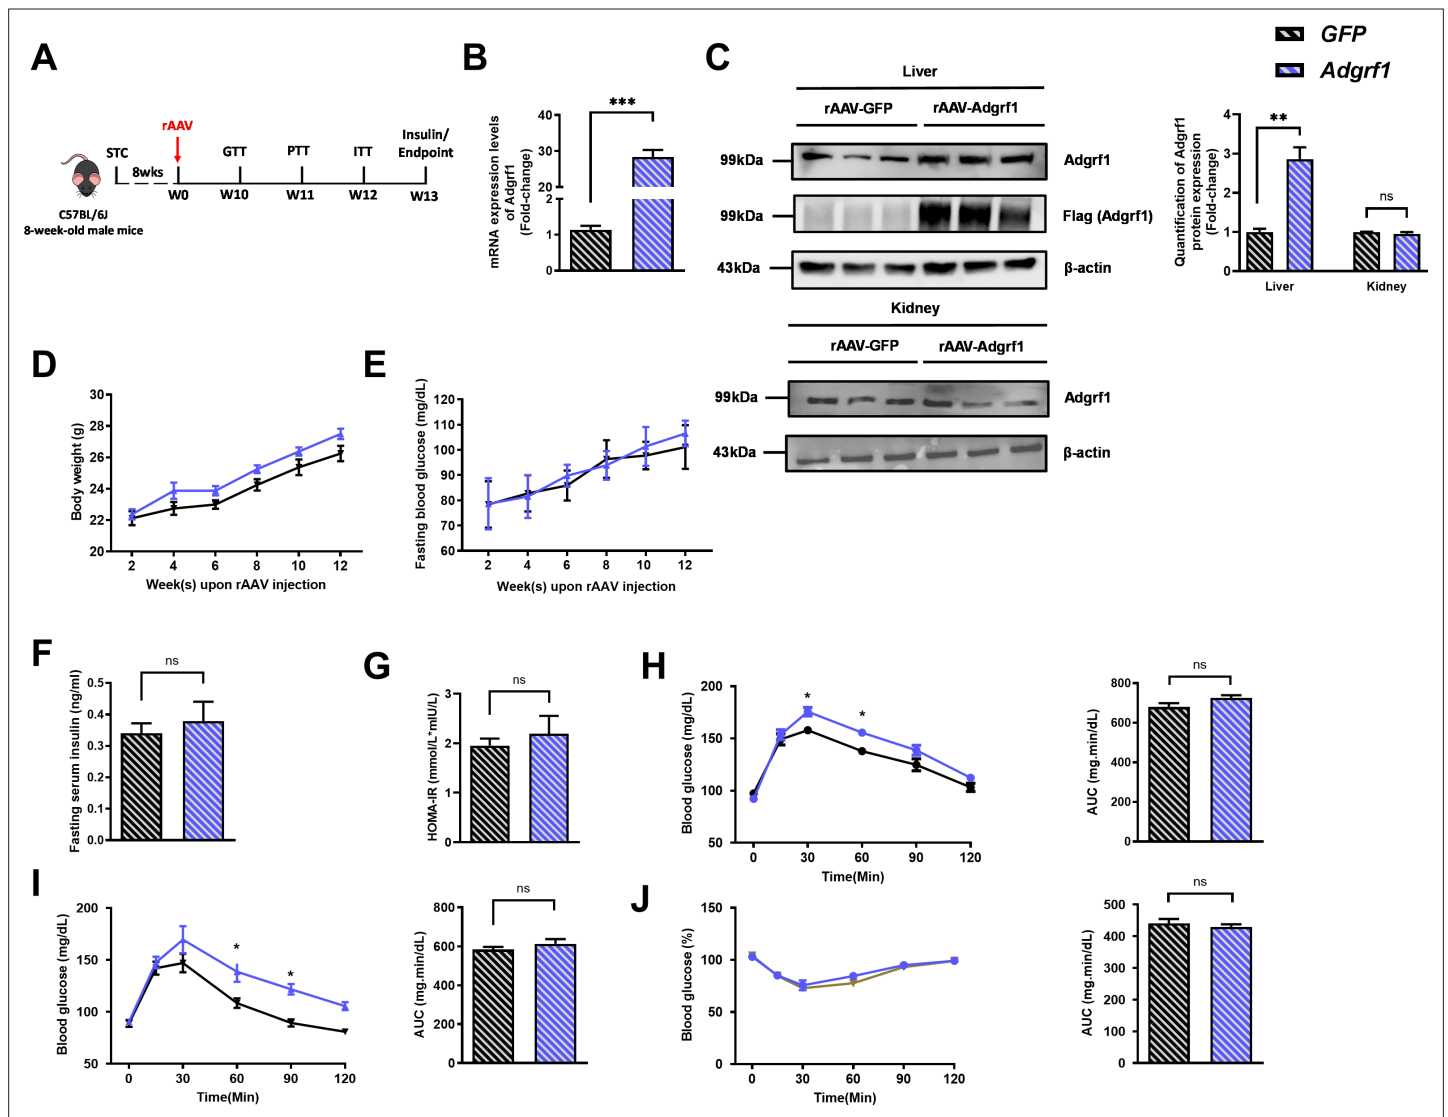 GFP
Adgrf1
A
rAAV
STC
8wks
GTT
PTT
ITT
Insulin/
Endpoint
W0
W10
W11
W12
W13
C57BL/6J
8-week-old male mice
B
mRNA expression levels
of Adgrf1
(Fold-change)
40
30
20
2
1
0
***
C
Liver
rAAV-GFP
rAAV-Adgrf1
99kDa
Adgrf1
99kDa
Flag (Adgrf1)
43kDa
β-actin
Kidney
rAAV-GFP
rAAV-Adgrf1
99kDa
Adgrf1
43kDa
β-actin
Quantification of Adgrf1
protein expression
(Fold-change)
4
3
2
1
0
**
ns
Liver
Kidney
D
Body weight (g)
30
28
26
24
22
20
2
4
6
8
10
12
Week(s) upon rAAV injection
E
Fasting blood glucose (mg/dL)
120
110
100
90
80
70
60
2
4
6
8
10
12
Week(s) upon rAAV injection
F
Fasting serum insulin (ng/ml)
0.5
0.4
0.3
0.2
0.1
0.0
ns
G
HOMA-IR (mmol/L*mIU/L)
3
2
1
0
ns
H
Blood glucose (mg/dL)
200
150
100
50
*
*
0
30
60
90
120
Time(Min)
AUC (mg.min/dL)
800
600
400
200
0
ns
I
Blood glucose (mg/dL)
200
150
100
50
*
*
0
30
60
90
120
Time(Min)
AUC (mg.min/dL)
800
600
400
200
0
ns
J
Blood glucose (%)
150
100
50
0
0
30
60
90
120
Time(Min)
AUC (mg.min/dL)
500
400
300
200
100
0
ns